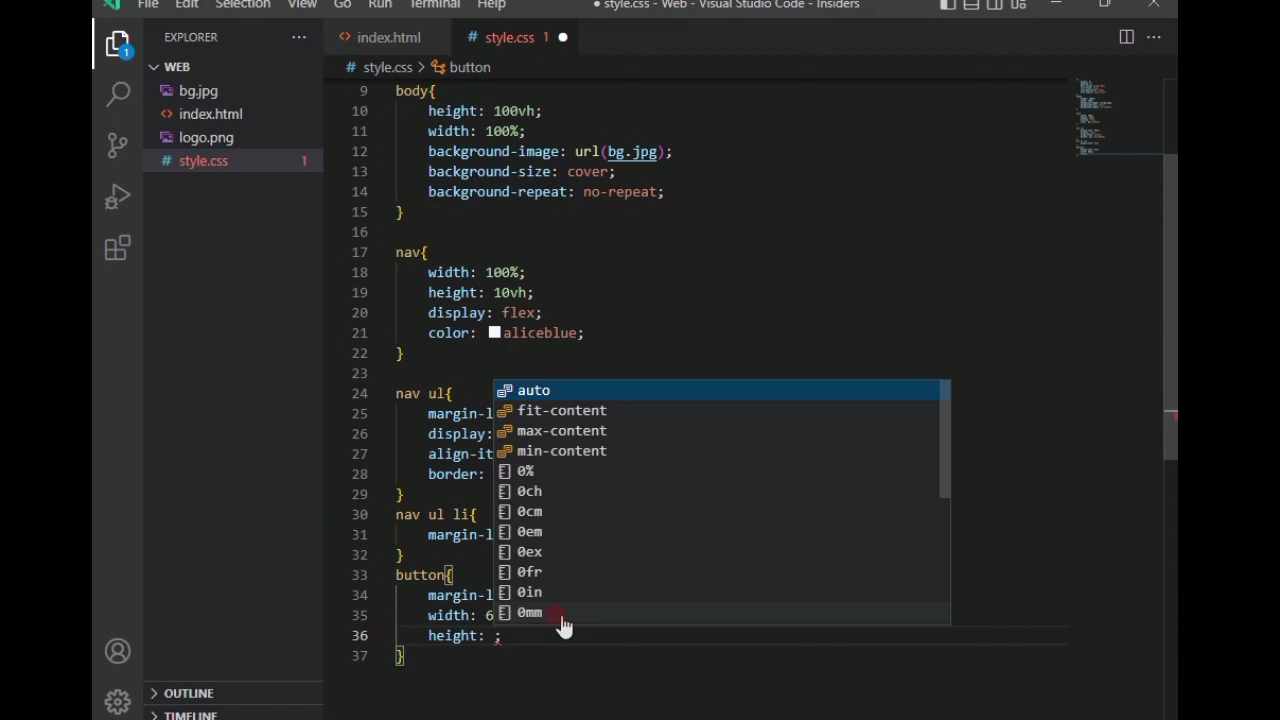 File Edit Selection View Go Run Terminal Help
● style.css - Web - Visual Studio Code - Insiders
EXPLORER
1
WEB
bg.jpg
index.html
logo.png
style.css 1
OUTLINE
TIMELINE
index.html
# style.css 1
# style.css > button
9 body{
10 height: 100vh;
11 width: 100%;
12 background-image: url(bg.jpg);
13 background-size: cover;
14 background-repeat: no-repeat;
15 }
16
17 nav{
18 width: 100%;
19 height: 10vh;
20 display: flex;
21 color: aliceblue;
22 }
23
24 nav ul{
25 margin-l
26 display:
27 align-it
28 border:
29 }
30 nav ul li{
31 margin-l
32 }
33 button{
34 margin-l
35 width: 6
36 height: ;
37 }
auto
fit-content
max-content
min-content
0%
0ch
0cm
0em
0ex
0fr
0in
0mm